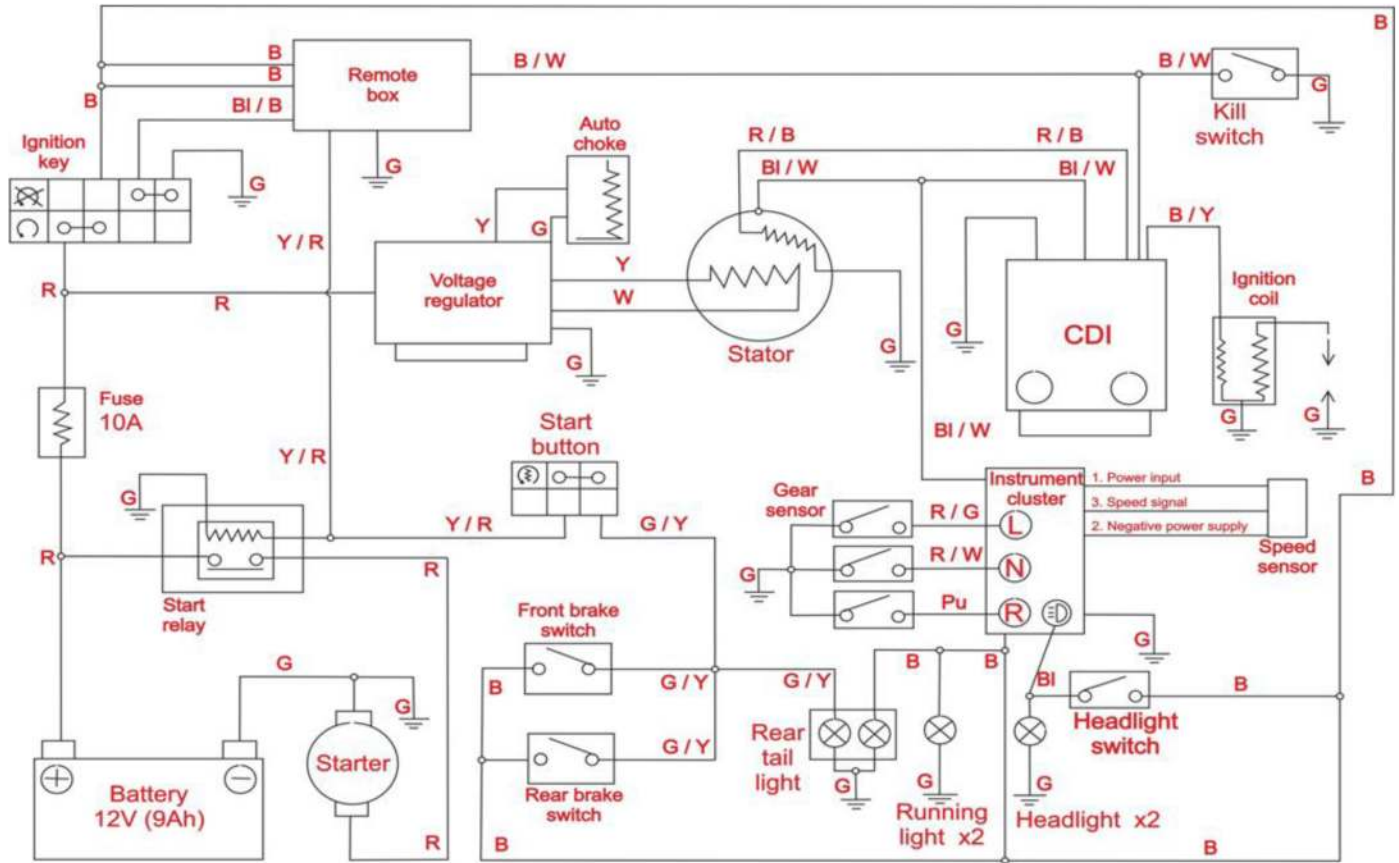 B
B
B / W
B / W
B
B
Remote
box
Kill
switch
G
Bl / B
Ignition
key
G
G
Auto
choke
R / B
R / B
Bl / W
Bl / W
B / Y
Y
G
Y / R
Voltage
regulator
Y
W
Stator
G
G
G
CDI
Ignition
coil
G
G
R
R
Fuse
10A
Start
button
Bl / W
B
Y / R
G
Y / R
G / Y
R
R
Start
relay
Gear
sensor
R / G
R / W
Pu
G
Instrument
cluster
L
N
R
1. Power input
3. Speed signal
2. Negative power supply
Speed
sensor
G
Front brake
switch
B
G / Y
G / Y
G / Y
Rear brake
switch
B
B
Bl
B
Headlight
switch
Rear
tail
light
G
G
Running
light x2
G
Headlight x2
G
G
Starter
R
Battery
12V (9Ah)
B
B